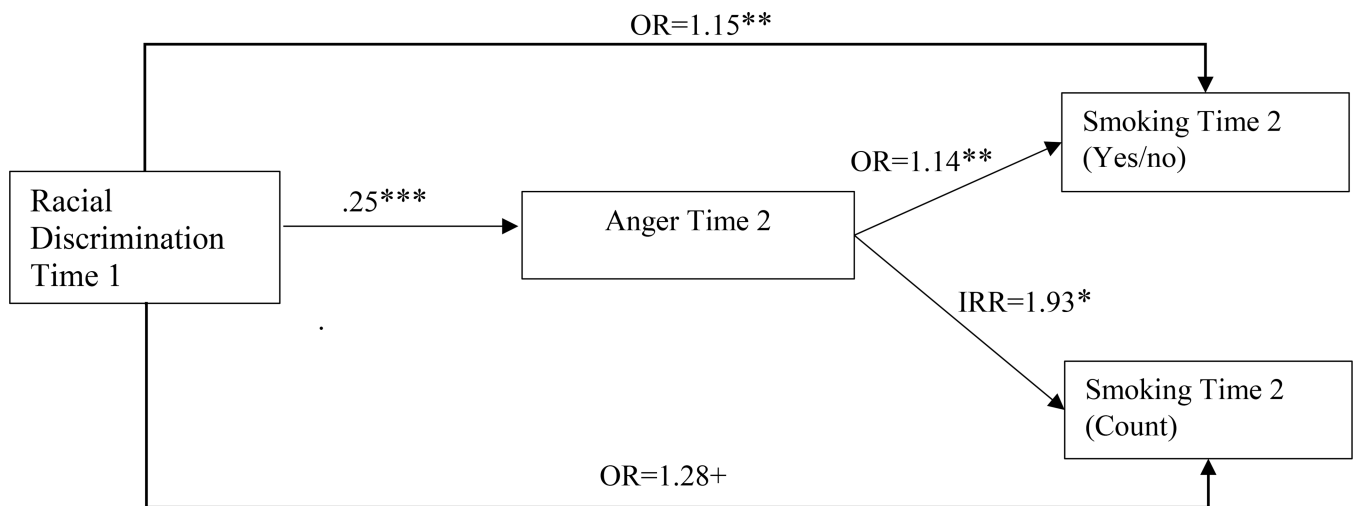 OR=1.15**
Smoking Time 2
(Yes/no)
OR=1.14**
Racial
Discrimination
Time 1
.25***
Anger Time 2
IRR=1.93*
.
Smoking Time 2
(Count)
OR=1.28+